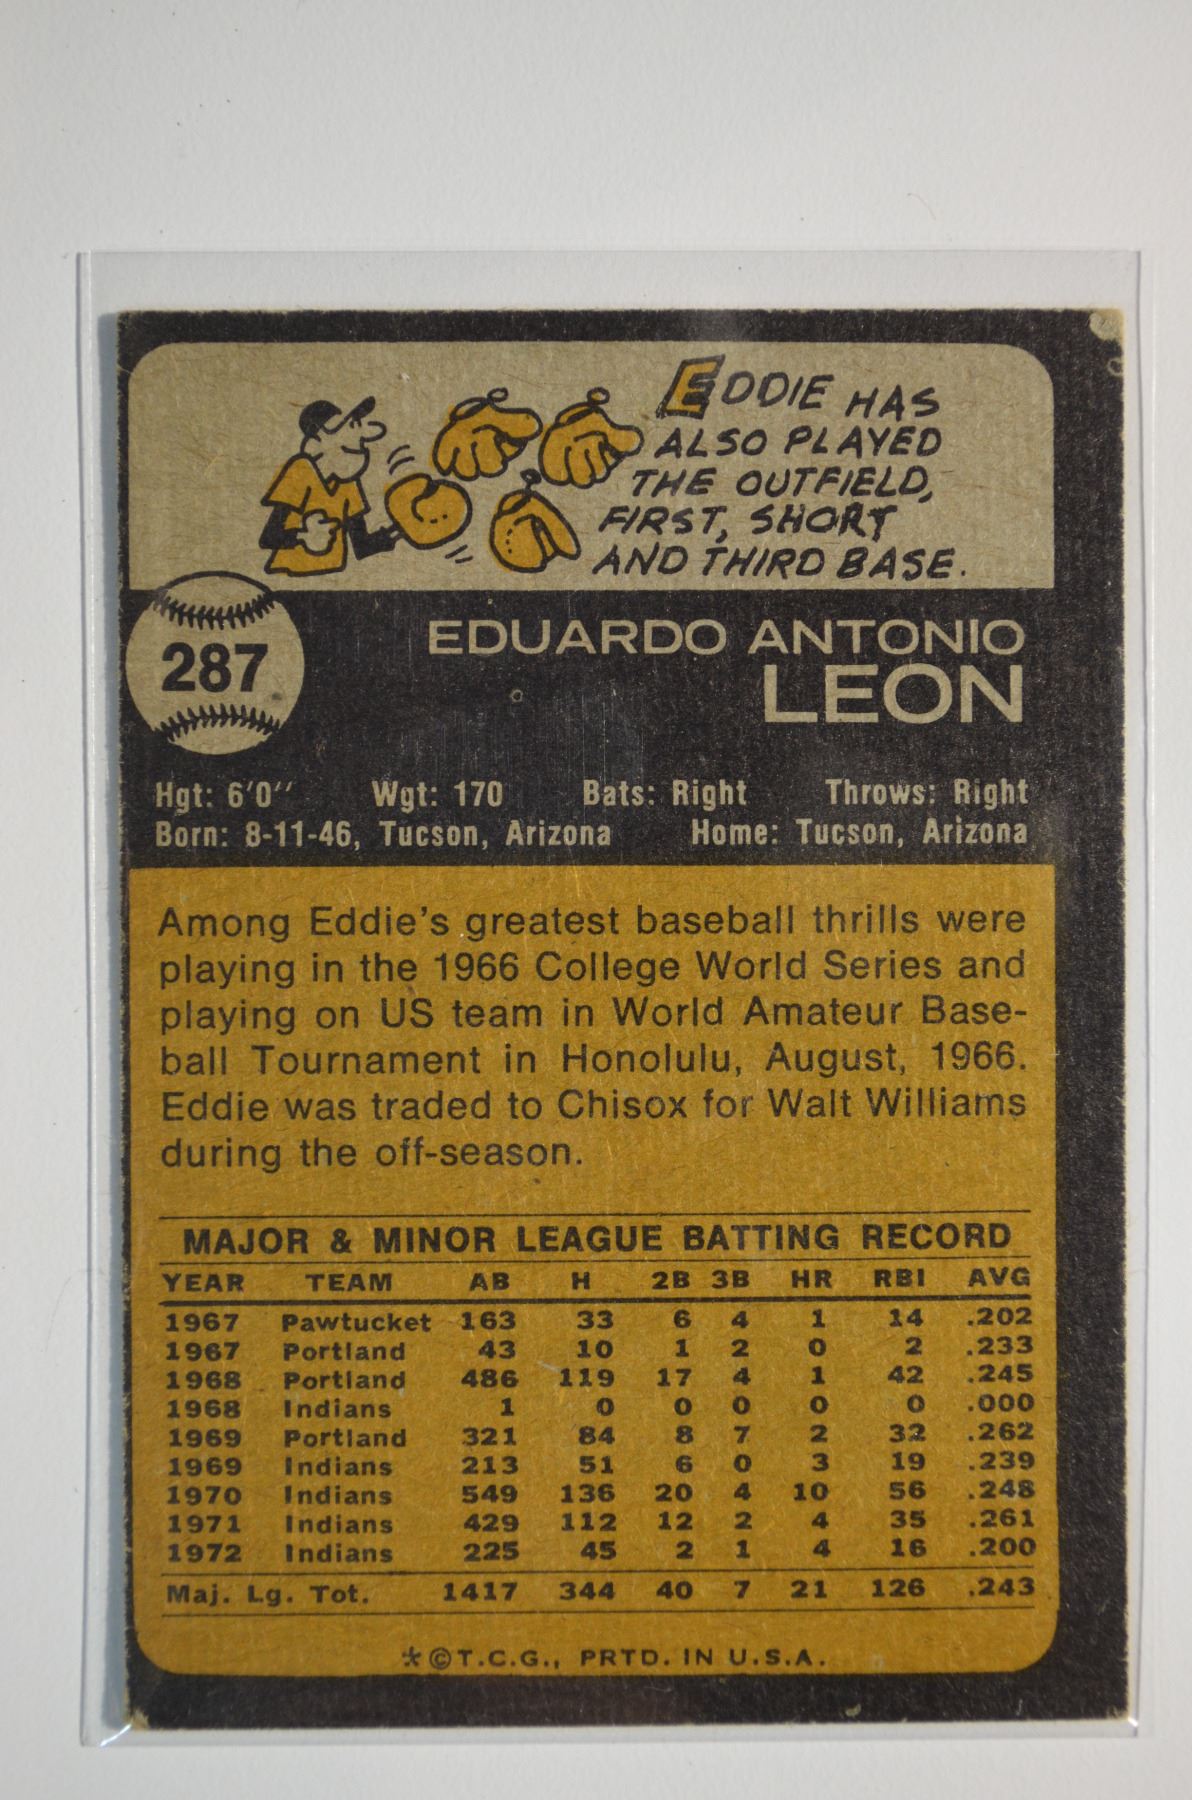 EDDIE HAS
ALSO PLAYED
THE OUTFIELD,
FIRST, SHORT
AND THIRD BASE.
287
EDUARDO ANTONIO
LEON
Hgt: 6'0'' Wgt: 170 Bats: Right Throws: Right
Born: 8-11-46, Tucson, Arizona Home: Tucson, Arizona
Among Eddie's greatest baseball thrills were
playing in the 1966 College World Series and
playing on US team in World Amateur Base-
ball Tournament in Honolulu, August, 1966.
Eddie was traded to Chisox for Walt Williams
during the off-season.
MAJOR & MINOR LEAGUE BATTING RECORD
YEAR TEAM AB H 2B 3B HR RBI AVG
1967 Pawtucket 163 33 6 4 1 14 .202
1967 Portland 43 10 1 2 0 2 .233
1968 Portland 486 119 17 4 1 42 .245
1968 Indians 1 0 0 0 0 0 .000
1969 Portland 321 84 8 7 2 32 .262
1969 Indians 213 51 6 0 3 19 .239
1970 Indians 549 136 20 4 10 56 .248
1971 Indians 429 112 12 2 4 35 .261
1972 Indians 225 45 2 1 4 16 .200
Maj. Lg. Tot. 1417 344 40 7 21 126 .243
*©T.C.G., PRTD. IN U.S.A.